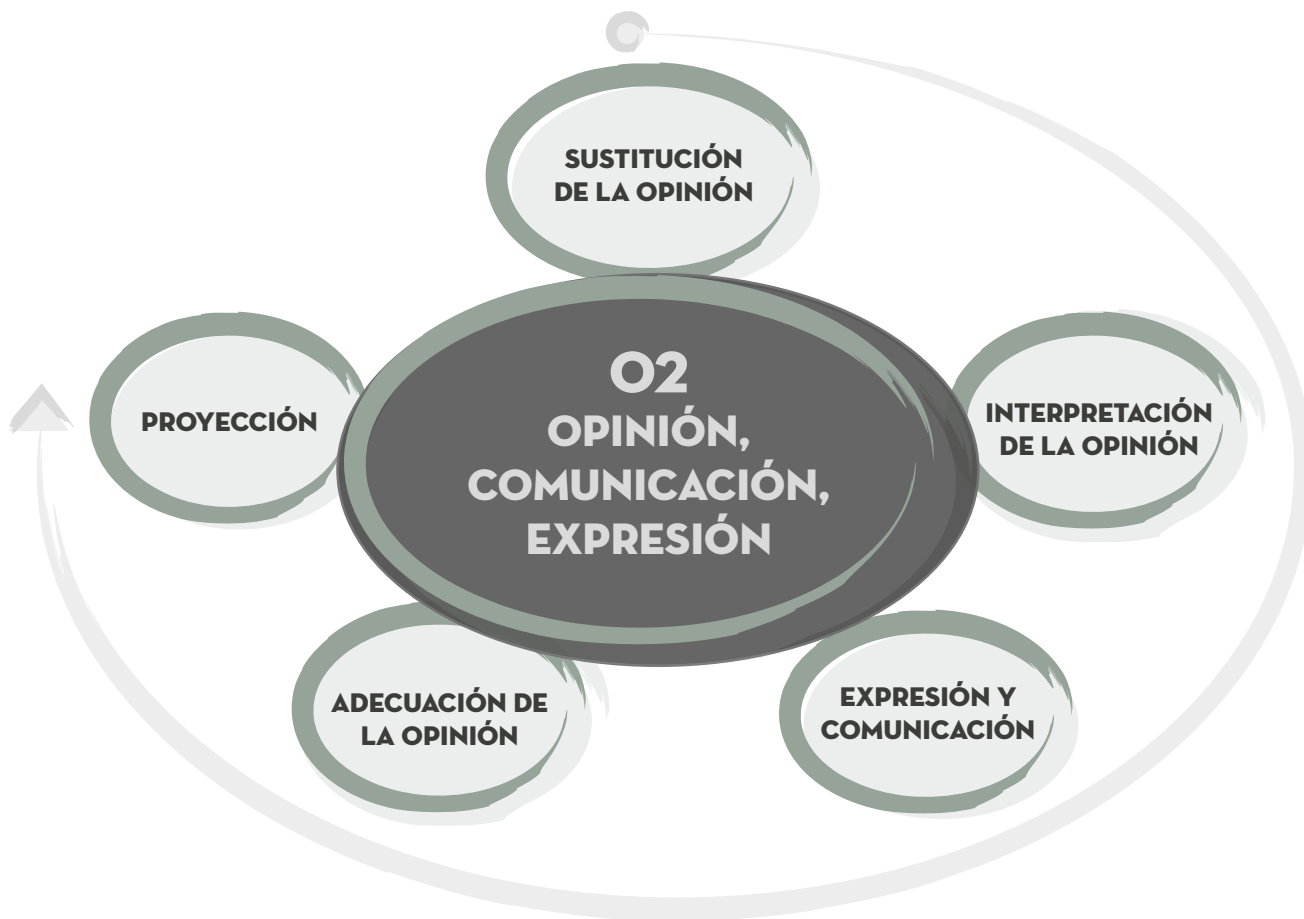 SUSTITUCIÓN
DE LA OPINIÓN
O2
OPINIÓN,
COMUNICACIÓN,
EXPRESIÓN
INTERPRETACIÓN
DE LA OPINIÓN
EXPRESIÓN Y
COMUNICACIÓN
ADECUACIÓN DE
LA OPINIÓN
PROYECCIÓN